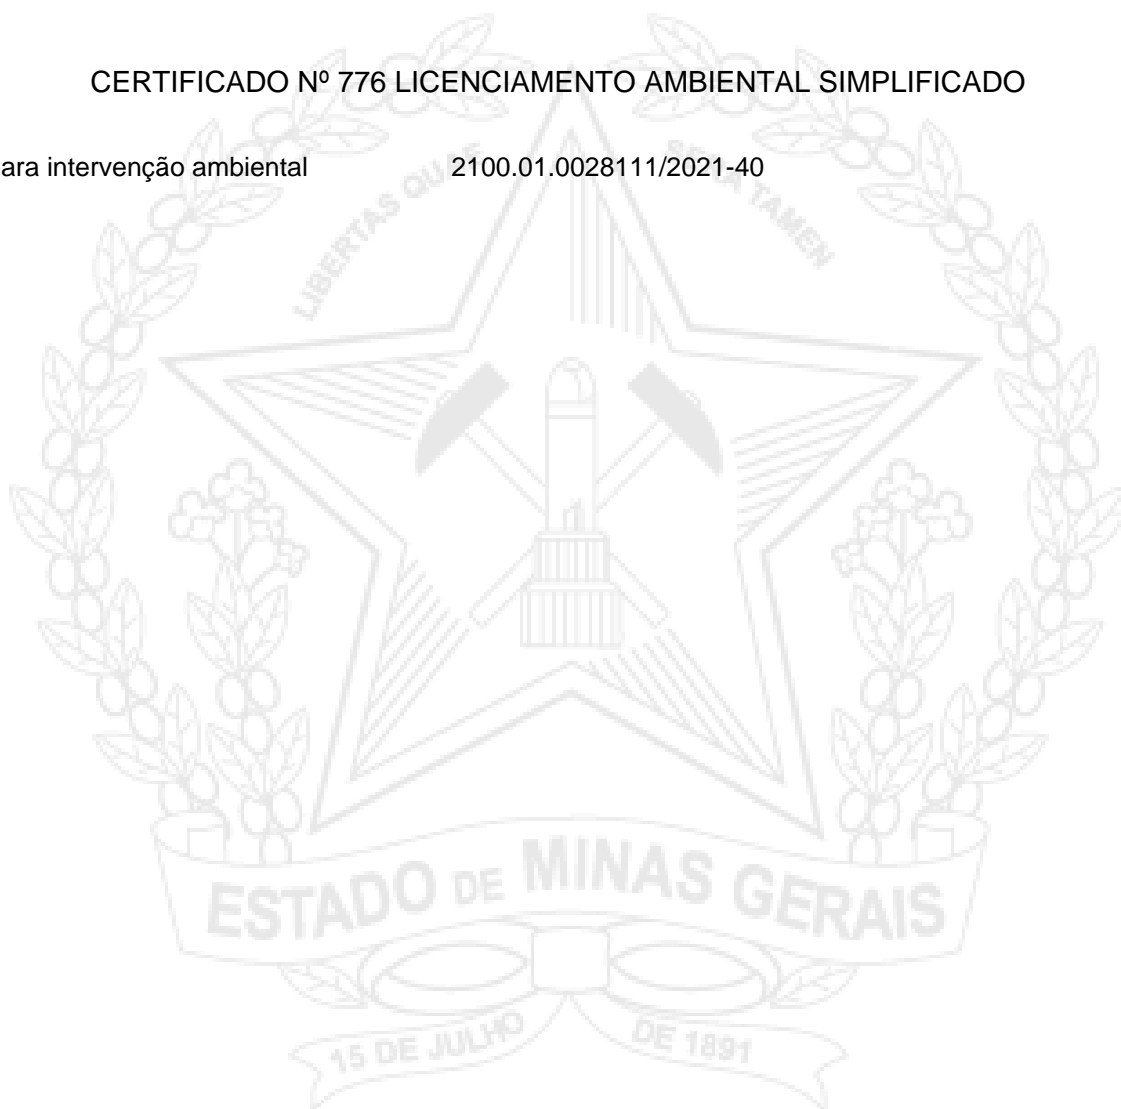 CERTIFICADO Nº 776 LICENCIAMENTO AMBIENTAL SIMPLIFICADO
ara intervenção ambiental 2100.01.0028111/2021-40
LIBERTAS QUAE SERA TAMEN
ESTADO DE MINAS GERAIS
15 DE JULHO DE 1891